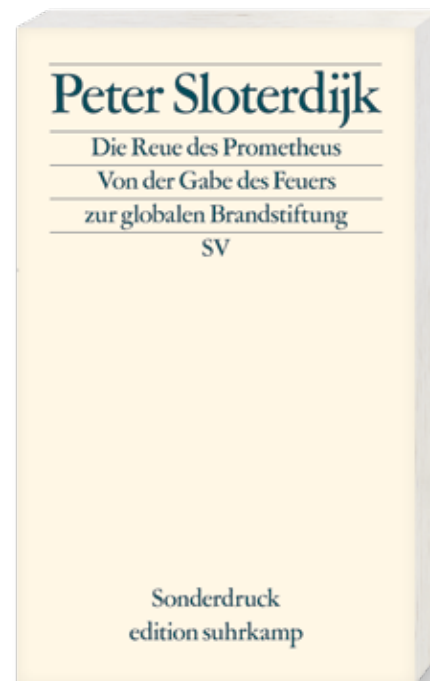 Peter Sloterdijk
Die Reue des Prometheus
Von der Gabe des Feuers
zur globalen Brandstiftung
SV
Sonderdruck
edition suhrkamp